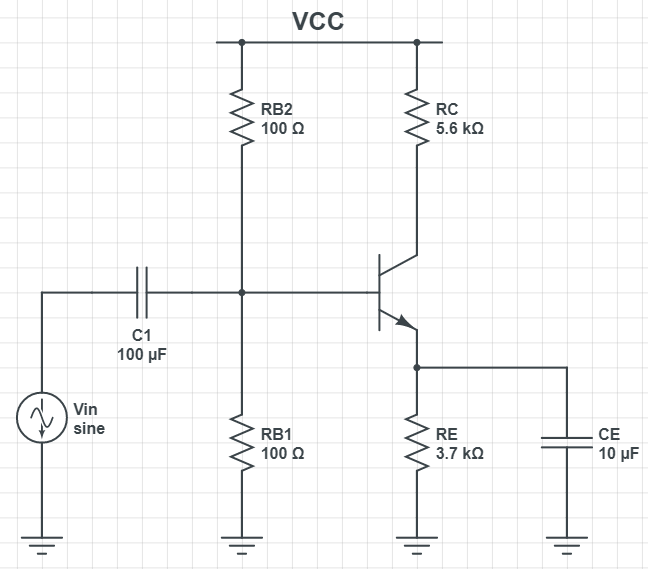 VCC
RB2
100 Ω
RC
5.6 kΩ
C1
100 µF
Vin
sine
RB1
100 Ω
RE
3.7 kΩ
CE
10 µF